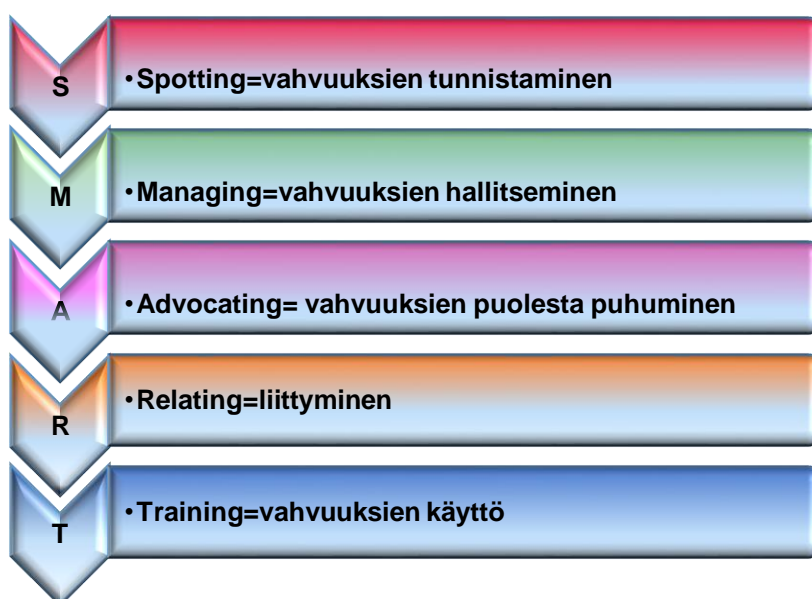 S
•Spotting=vahvuuksien tunnistaminen
M
•Managing=vahvuuksien hallitseminen
A
•Advocating= vahvuuksien puolesta puhuminen
R
•Relating=liittyminen
T
•Training=vahvuuksien käyttö